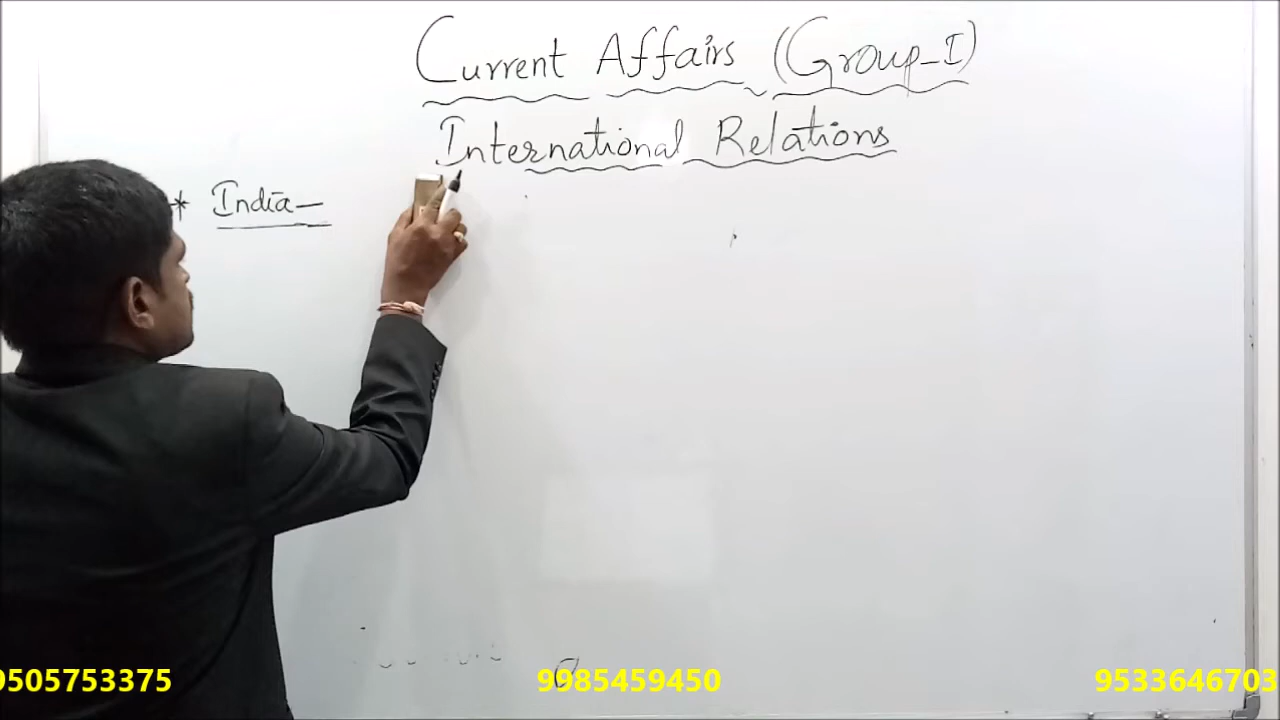 Current Affairs (Group-I)
International Relations
* India-
9505753375 9985459450 9533646703